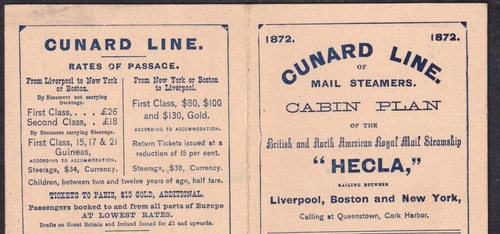 CUNARD LINE.
RATES OF PASSAGE.
From Liverpool to New York
or Boston.
By Steamers not carrying
Steerage.
First Class, . . . £26
Second Class, . . £18
By Steamers carrying
Steerage.
First Class, 15, 17 & 21
Guineas,
ACCORDING TO ACCOMMODATION.
Steerage, $34, Currency.
From New York or Boston
to Liverpool.
First Class, $80, $100
and $130, Gold.
ACCORDING TO ACCOMMODATION.
Return Tickets issued at a
reduction of 15 per cent.
Steerage, $30, Currency.
Children, between two and twelve years of age, half fare.
TICKETS TO PARIS, $15 GOLD, ADDITIONAL.
Passengers booked to and from all parts of Europe
AT LOWEST RATES.
Drafts on Great Britain and Ireland issued for £1 and upwards.
1872. 1872.
CUNARD LINE
OF
MAIL STEAMERS.
CABIN PLAN
OF THE
British and North American Royal Mail Steamship
"HECLA,"
SAILING BETWEEN
Liverpool, Boston and New York,
Calling at Queenstown, Cork Harbor.